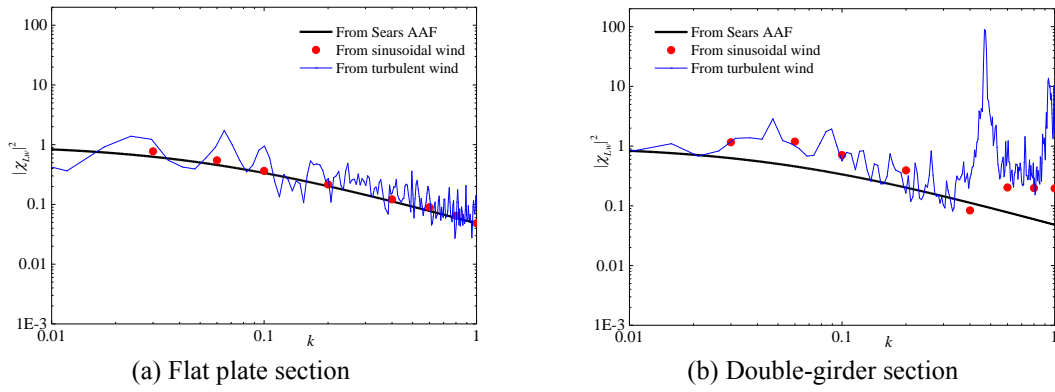 100
10
1
0.1
0.01
1E-3
|χ_Lw|²
From Sears AAF
From sinusoidal wind
From turbulent wind
0.01
0.1
1
k
(a) Flat plate section
100
10
1
0.1
0.01
1E-3
|χ_Lw|²
From Sears AAF
From sinusoidal wind
From turbulent wind
0.01
0.1
1
k
(b) Double-girder section